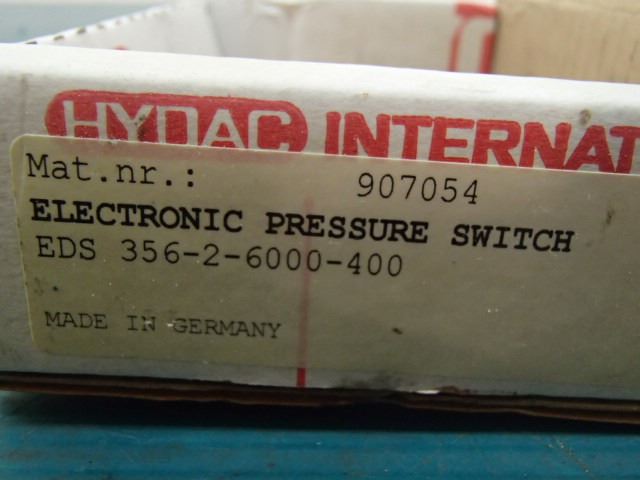 HYDAC INTERNAT
Mat.nr.: 907054
ELECTRONIC PRESSURE SWITCH
EDS 356-2-6000-400
MADE IN GERMANY